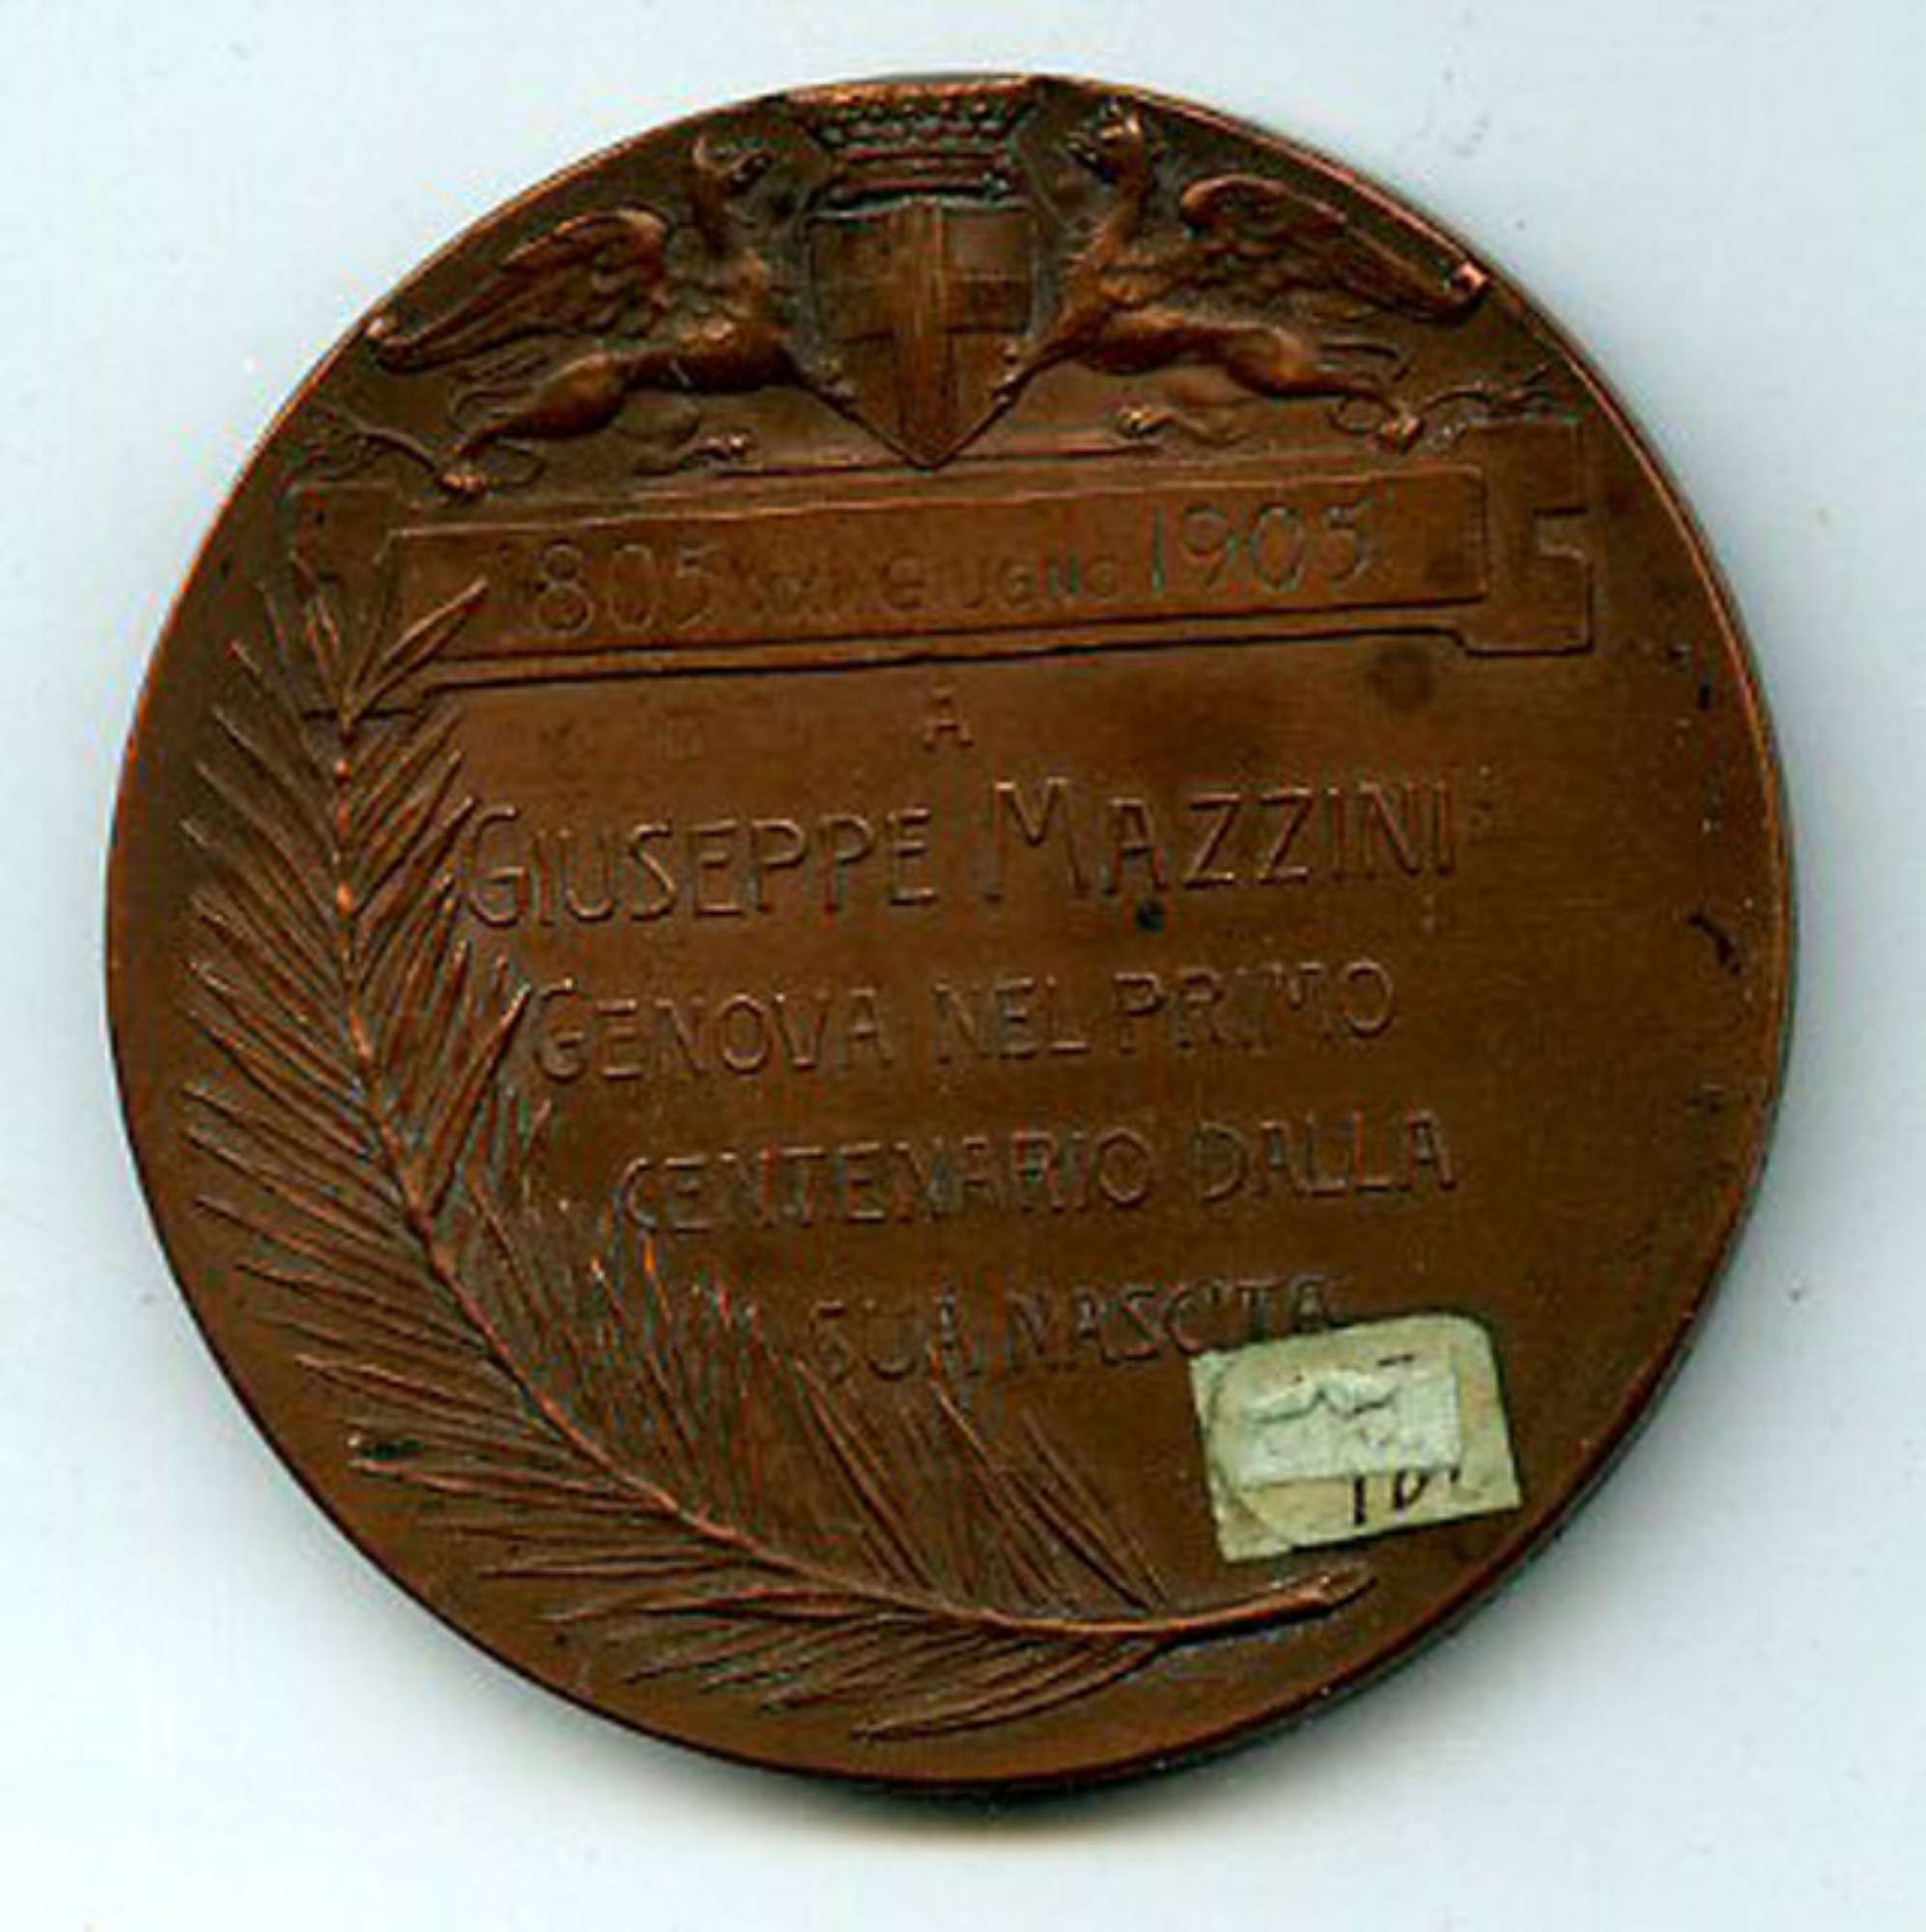 1805 XXII GIUGNO 1905
A
GIUSEPPE MAZZINI
GENOVA NEL PRIMO
CENTENARIO DALLA
SUA NASCITA